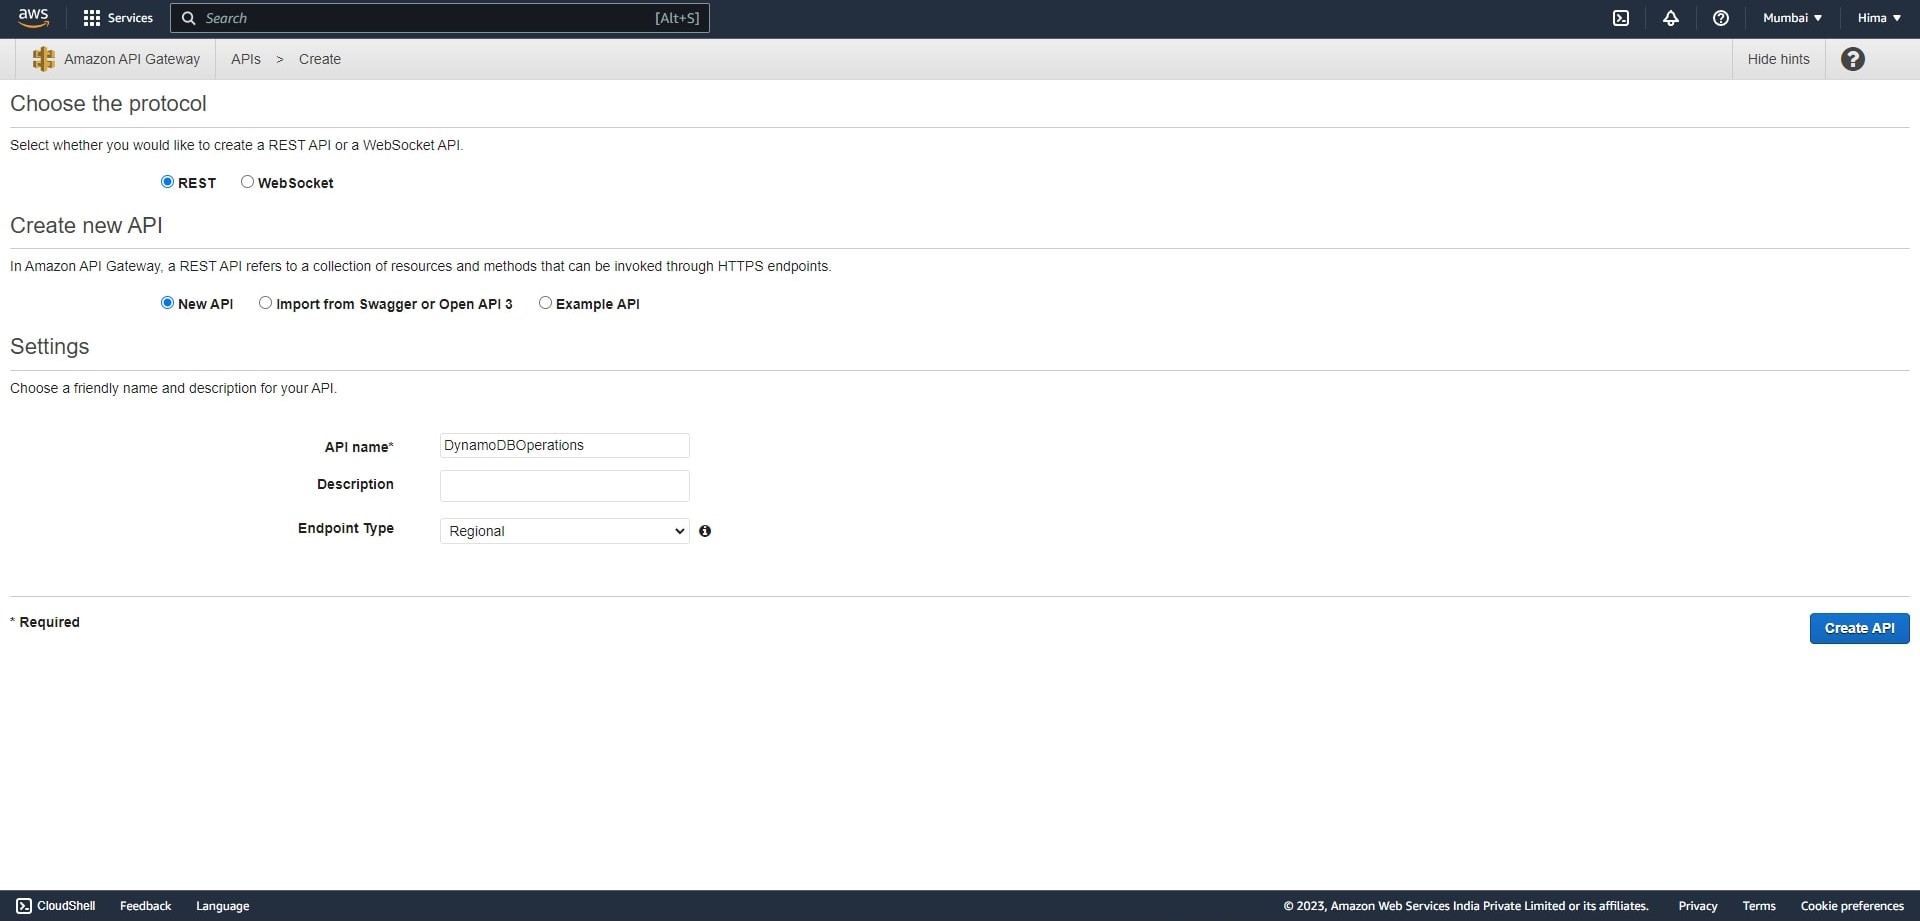 aws Services Search [Alt+S] Mumbai ▼ Hima ▼
Amazon API Gateway APIs > Create Hide hints ?
Choose the protocol
Select whether you would like to create a REST API or a WebSocket API.
REST WebSocket
Create new API
In Amazon API Gateway, a REST API refers to a collection of resources and methods that can be invoked through HTTPS endpoints.
New API Import from Swagger or Open API 3 Example API
Settings
Choose a friendly name and description for your API.
API name* DynamoDBOperations
Description
Endpoint Type Regional
* Required
Create API
CloudShell Feedback Language © 2023, Amazon Web Services India Private Limited or its affiliates. Privacy Terms Cookie preferences